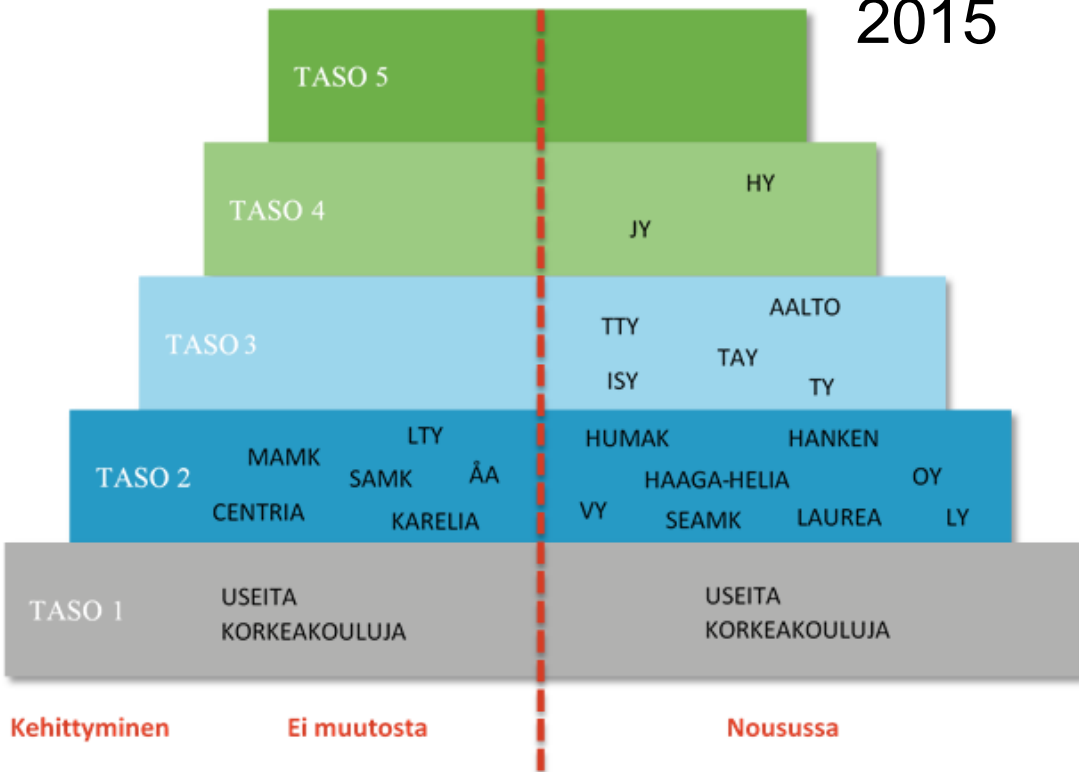 2015
TASO 5
TASO 4
HY
JY
TASO 3
AALTO
TTY
TAY
ISY
TY
TASO 2
LTY
MAMK
SAMK
ÅA
CENTRIA
KARELIA
HUMAK
HANKEN
HAAGA-HELIA
OY
VY
SEAMK
LAUREA
LY
TASO 1
USEITA
KORKEAKOULUJA
USEITA
KORKEAKOULUJA
Kehittyminen
Ei muutosta
Nousussa